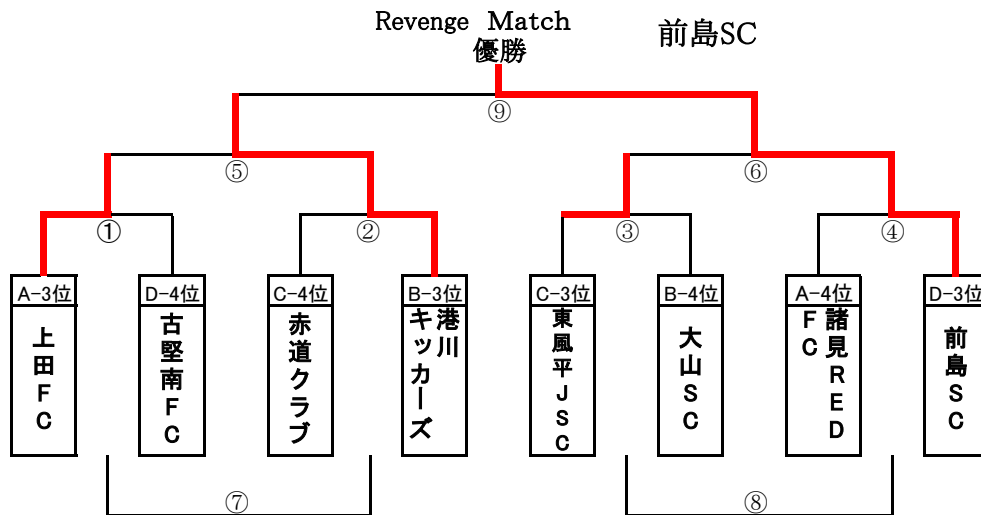 Revenge Match
優勝
前島SC
⑨
⑤
⑥
①
②
③
④
A-3位
D-4位
C-4位
B-3位
C-3位
B-4位
A-4位
D-3位
上田FC
古堅南FC
赤道クラブ
港川
キッカーズ
東風平JSC
大山SC
諸見RED
FC
前島SC
⑦
⑧